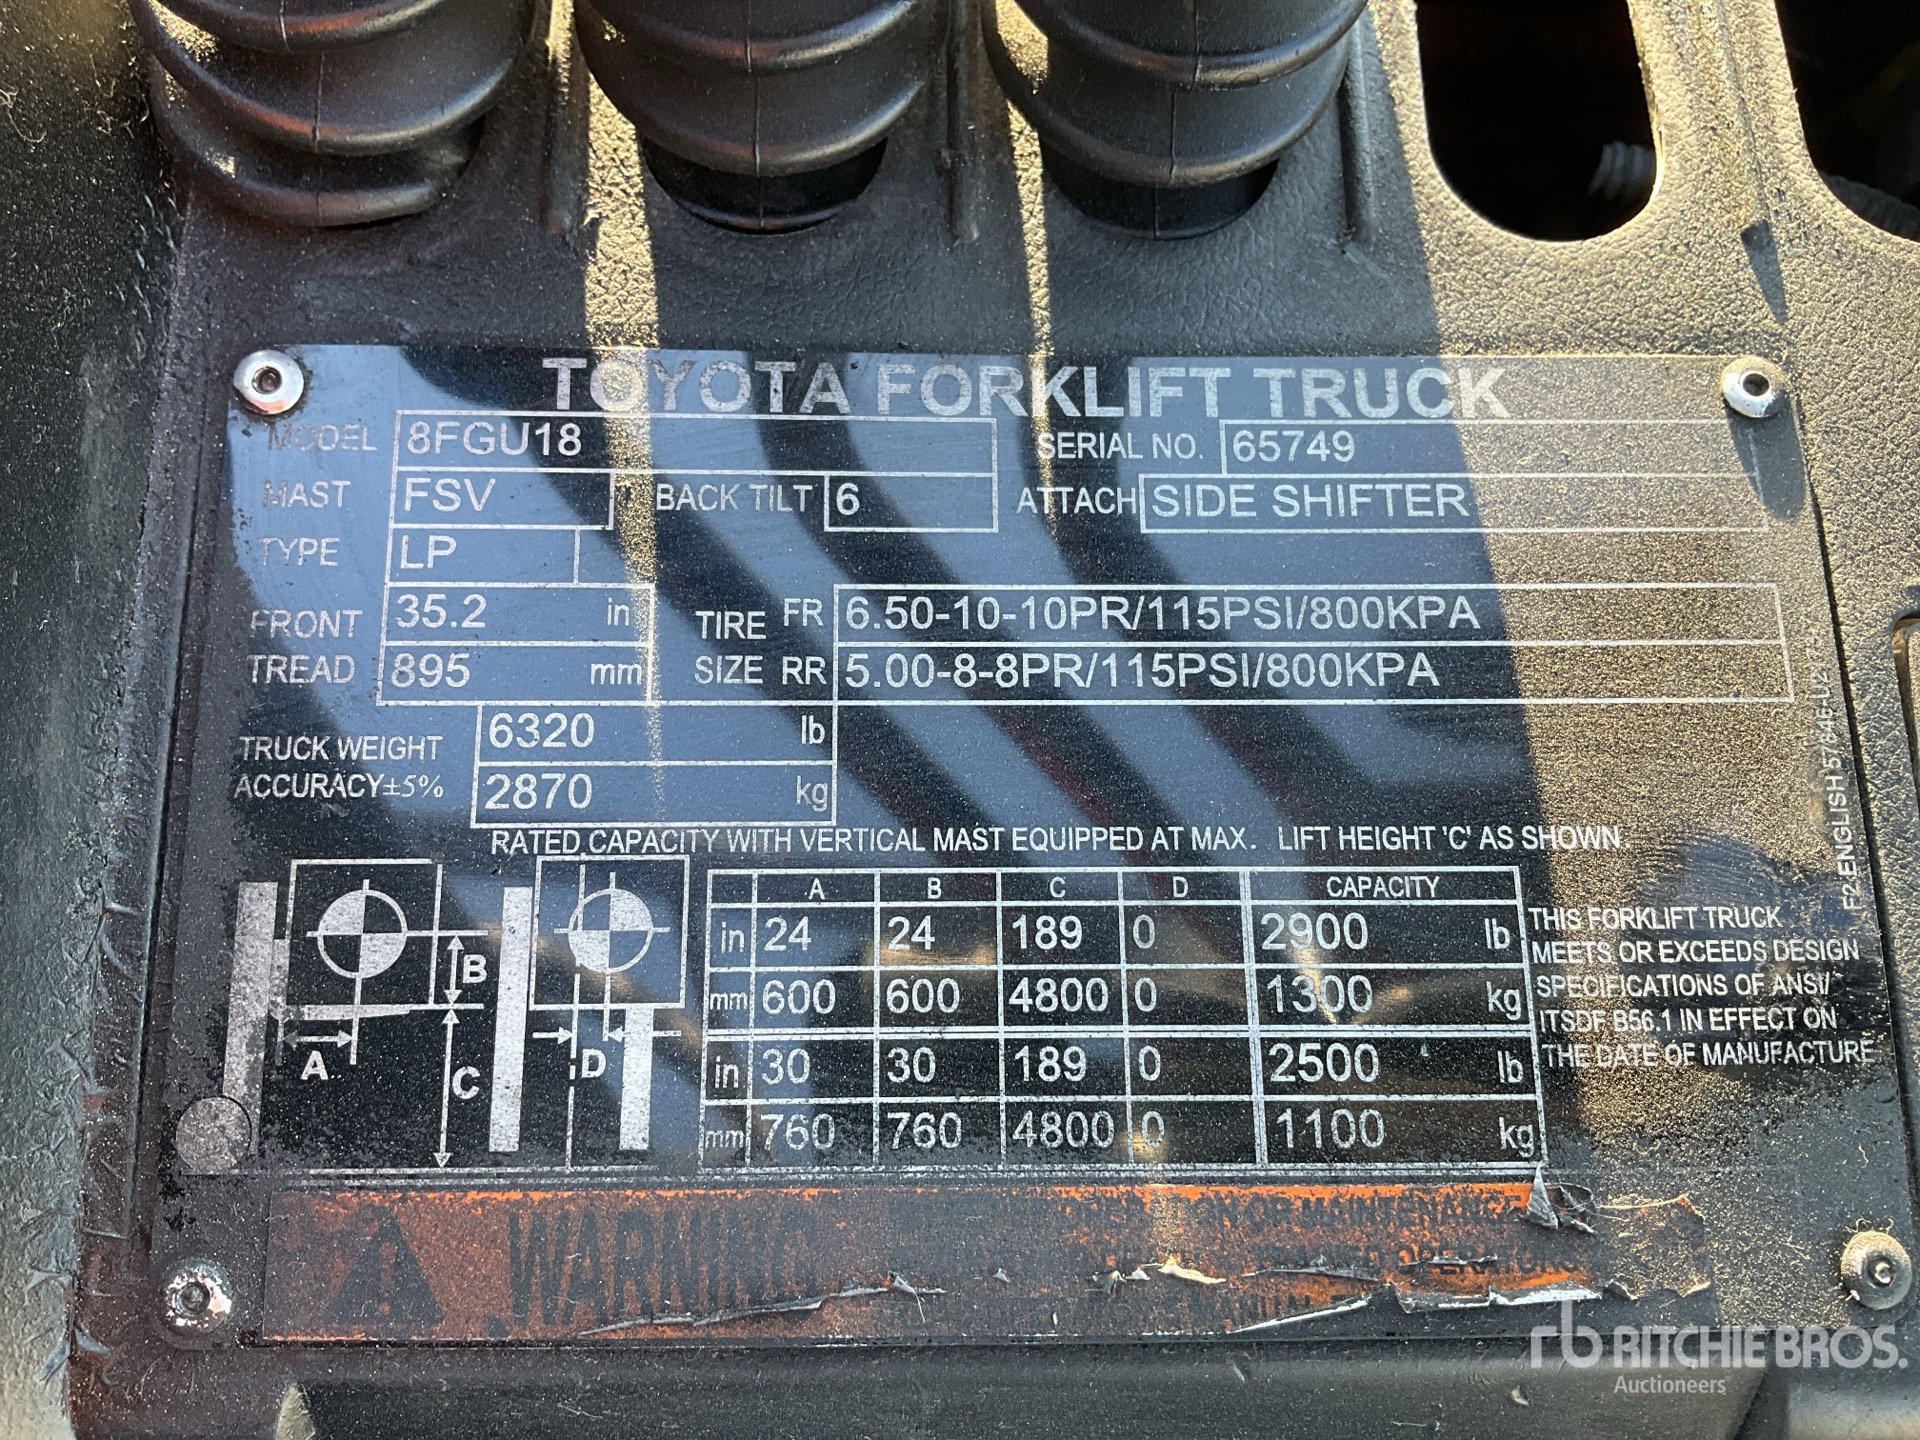 TOYOTA FORKLIFT TRUCK
MODEL 8FGU18 SERIAL NO. 65749
MAST FSV BACK TILT 6 ATTACH SIDE SHIFTER
TYPE LP
FRONT TREAD 35.2 in
895 mm
TIRE SIZE FR 6.50-10-10PR/115PSI/800KPA
RR 5.00-8-8PR/115PSI/800KPA
TRUCK WEIGHT 6320 lb
ACCURACY±5% 2870 kg
RATED CAPACITY WITH VERTICAL MAST EQUIPPED AT MAX. LIFT HEIGHT 'C' AS SHOWN.
A B C D
A B C D CAPACITY
in 24 24 189 0 2900 lb
mm 600 600 4800 0 1300 kg
in 30 30 189 0 2500 lb
mm 760 760 4800 0 1100 kg
THIS FORKLIFT TRUCK
MEETS OR EXCEEDS DESIGN
SPECIFICATIONS OF ANSI/
ITSDF B56.1 IN EFFECT ON
THE DATE OF MANUFACTURE
F2 ENGLISH
WARNING
OPERATION OR MAINTENANCE
OPERATORS
MANUAL
rb RITCHIE BROS.
Auctioneers